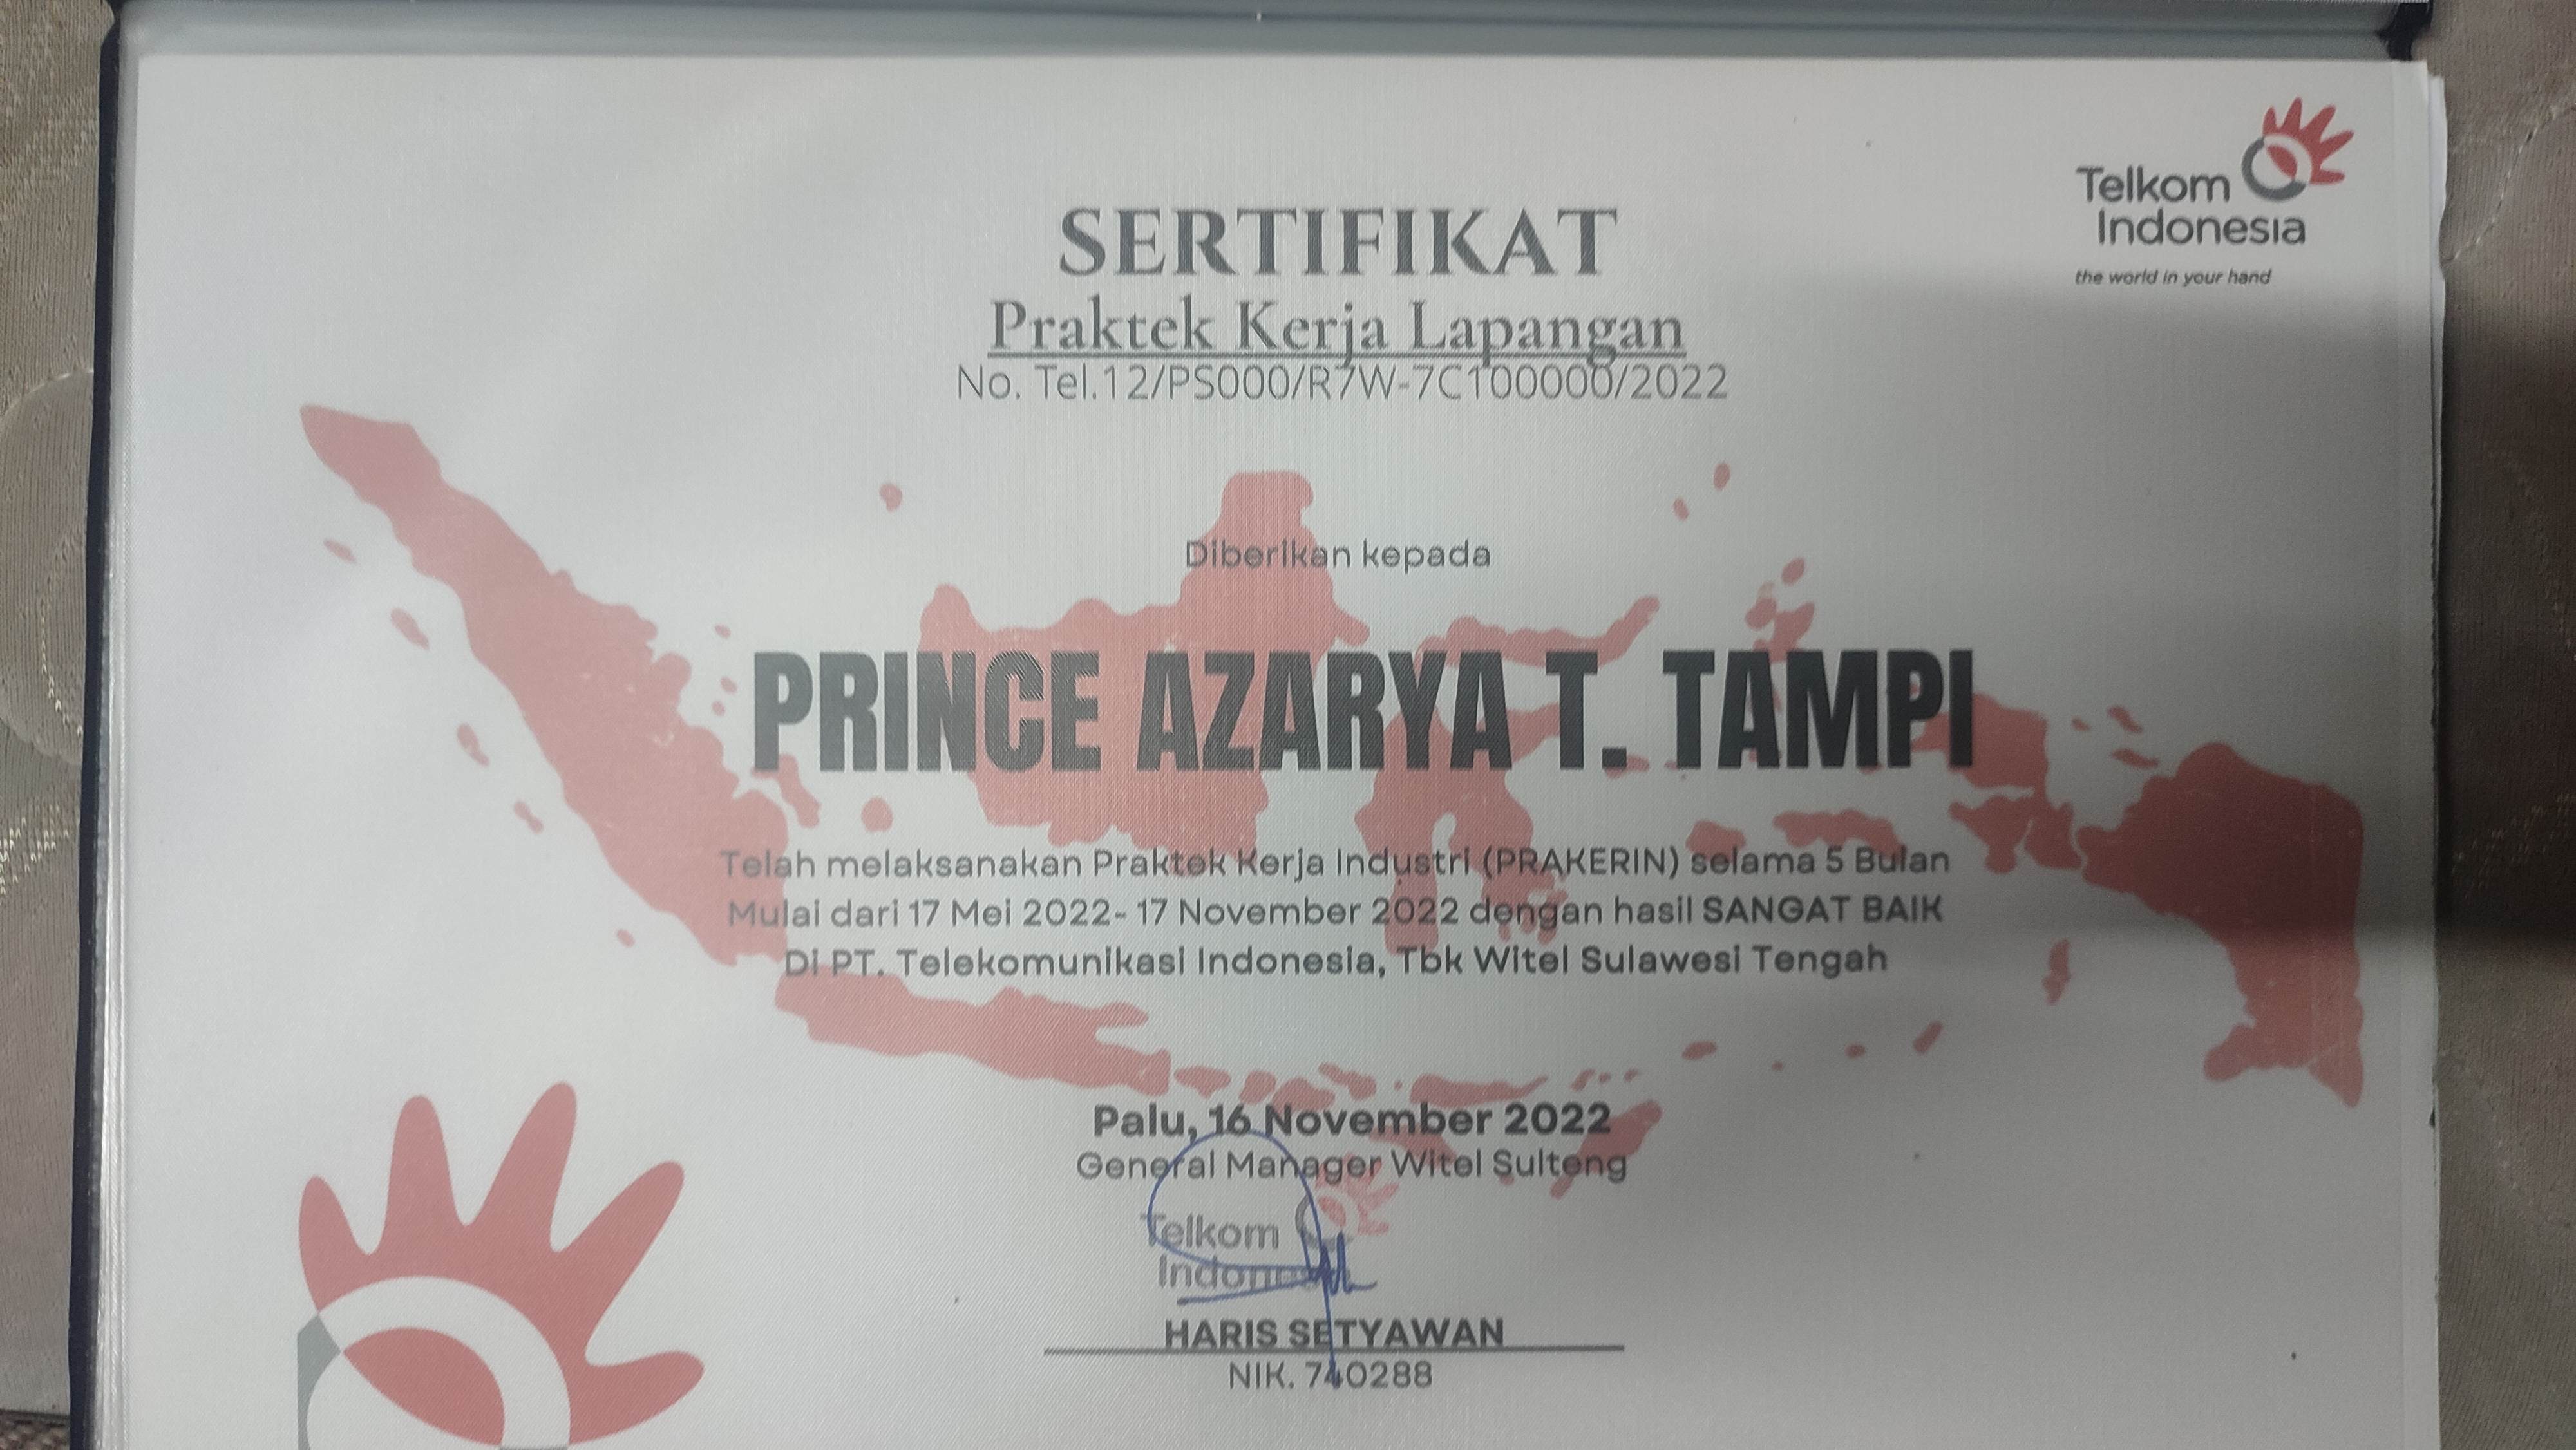 Telkom
Indonesia
the world in your hand
SERTIFIKAT
Praktek Kerja Lapangan
No. Tel.12/PS000/R7W-7C100000/2022
Diberikan kepada
PRINCE AZARYA T. TAMPI
Telah melaksanakan Praktek Kerja Industri (PRAKERIN) selama 5 Bulan
Mulai dari 17 Mei 2022- 17 November 2022 dengan hasil SANGAT BAIK
Di PT. Telekomunikasi Indonesia, Tbk Witel Sulawesi Tengah
Palu, 16 November 2022
General Manager Witel Sulteng
Telkom
Indonesia
HARIS SETYAWAN
NIK. 740288